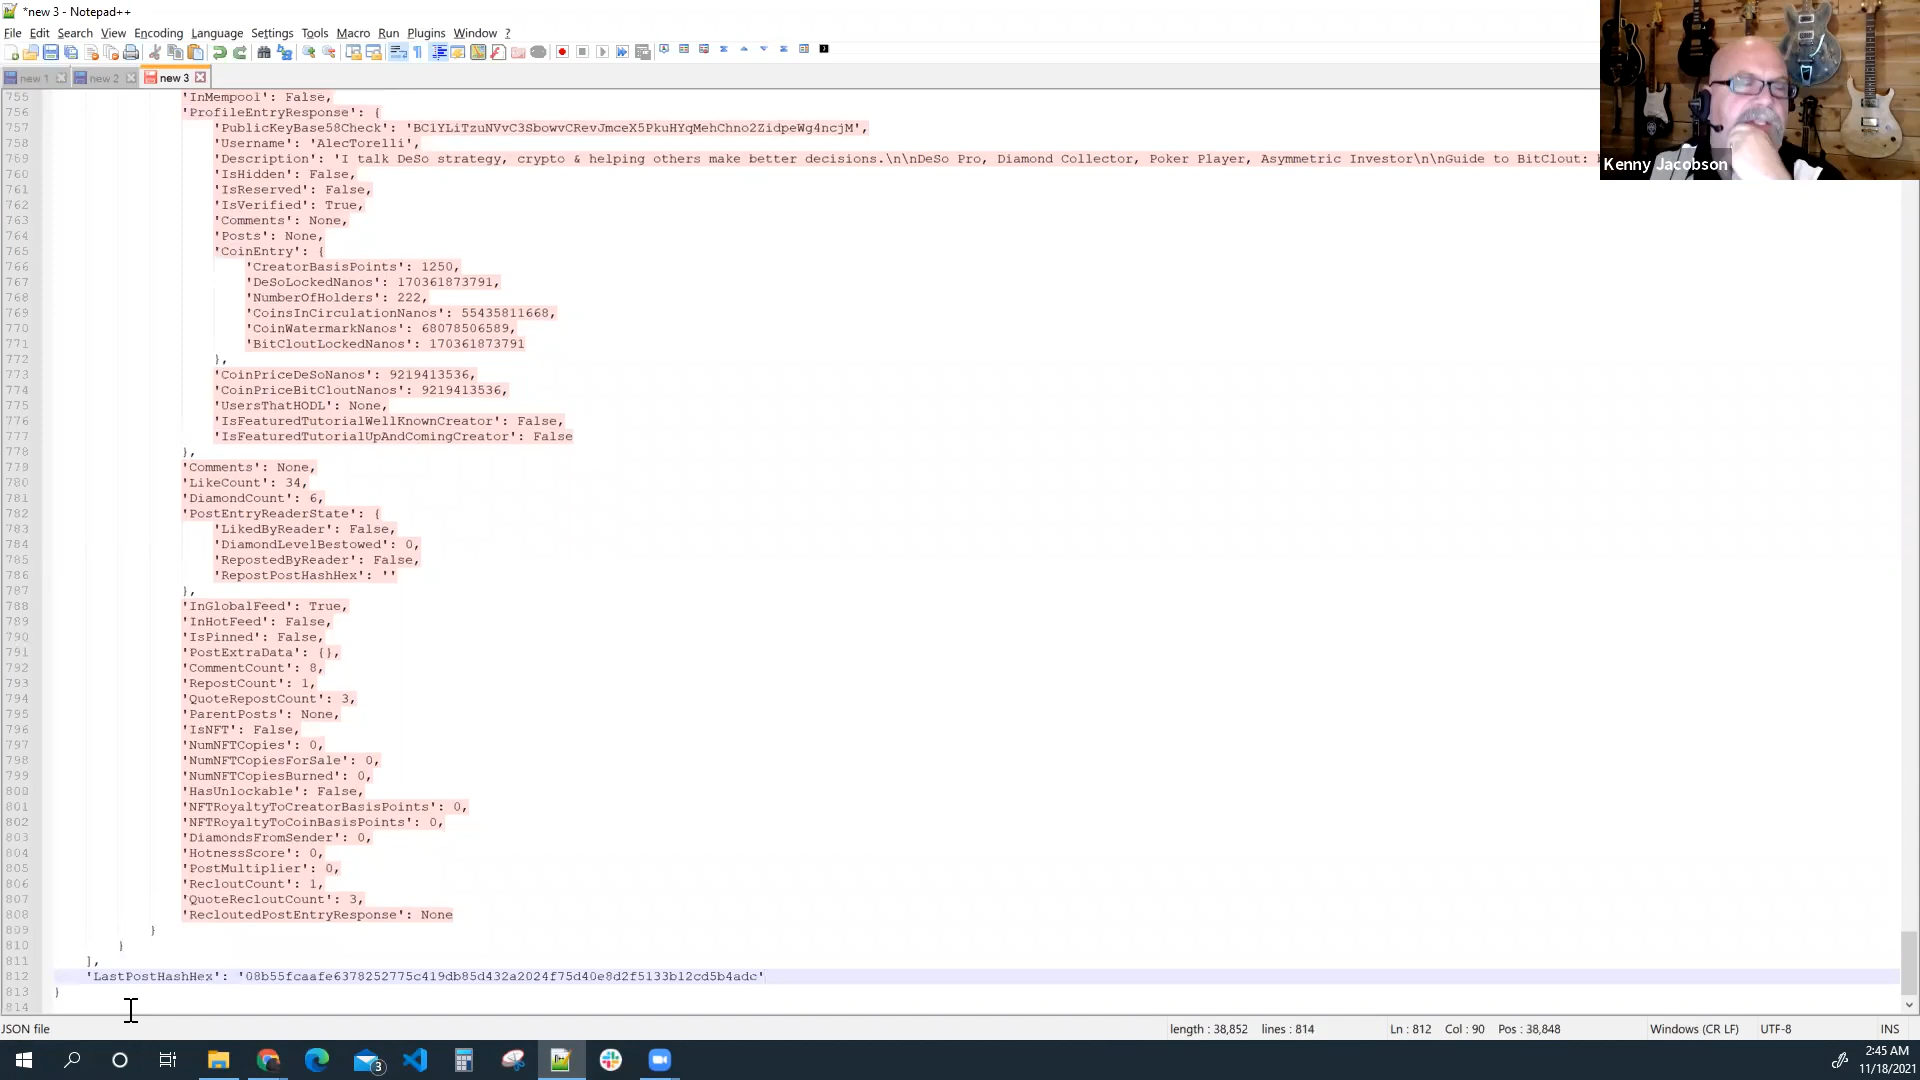 *new 3 - Notepad++
File Edit Search View Encoding Language Settings Tools Macro Run Plugins Window ?
new 1 new 2 new 3
755 'InMempool': False,
756 'ProfileEntryResponse': {
757 'PublicKeyBase58Check': 'BC1YLiTzuNVvC3SbowvCRevJmceX5PkuHYqMehChno2ZidpeWg4ncjM',
758 'Username': 'AlecTorelli',
759 'Description': 'I talk DeSo strategy, crypto & helping others make better decisions.\n\nDeSo Pro, Diamond Collector, Poker Player, Asymmetric Investor\n\nGuide to BitClout:
760 'IsHidden': False,
761 'IsReserved': False,
762 'IsVerified': True,
763 'Comments': None,
764 'Posts': None,
765 'CoinEntry': {
766 'CreatorBasisPoints': 1250,
767 'DeSoLockedNanos': 170361873791,
768 'NumberOfHolders': 222,
769 'CoinsInCirculationNanos': 55435811668,
770 'CoinWatermarkNanos': 68078506589,
771 'BitCloutLockedNanos': 170361873791
772 },
773 'CoinPriceDeSoNanos': 9219413536,
774 'CoinPriceBitCloutNanos': 9219413536,
775 'UsersThatHODL': None,
776 'IsFeaturedTutorialWellKnownCreator': False,
777 'IsFeaturedTutorialUpAndComingCreator': False
778 },
779 'Comments': None,
780 'LikeCount': 34,
781 'DiamondCount': 6,
782 'PostEntryReaderState': {
783 'LikedByReader': False,
784 'DiamondLevelBestowed': 0,
785 'RepostedByReader': False,
786 'RepostPostHashHex': ''
787 },
788 'InGlobalFeed': True,
789 'InHotFeed': False,
790 'IsPinned': False,
791 'PostExtraData': {},
792 'CommentCount': 8,
793 'RepostCount': 1,
794 'QuoteRepostCount': 3,
795 'ParentPosts': None,
796 'IsNFT': False,
797 'NumNFTCopies': 0,
798 'NumNFTCopiesForSale': 0,
799 'NumNFTCopiesBurned': 0,
800 'HasUnlockable': False,
801 'NFTRoyaltyToCreatorBasisPoints': 0,
802 'NFTRoyaltyToCoinBasisPoints': 0,
803 'DiamondsFromSender': 0,
804 'HotnessScore': 0,
805 'PostMultiplier': 0,
806 'RecloutCount': 1,
807 'QuoteRecloutCount': 3,
808 'RecloutedPostEntryResponse': None
809 }
810 }
811 ],
812 'LastPostHashHex': '08b55fcaafe6378252775c419db85d432a2024f75d40e8d2f5133b12cd5b4adc'
813 }
814
Kenny Jacobson
JSON file length : 38,852 lines : 814 Ln : 812 Col : 90 Pos : 38,848 Windows (CR LF) UTF-8 INS
3
2:45 AM
11/18/2021